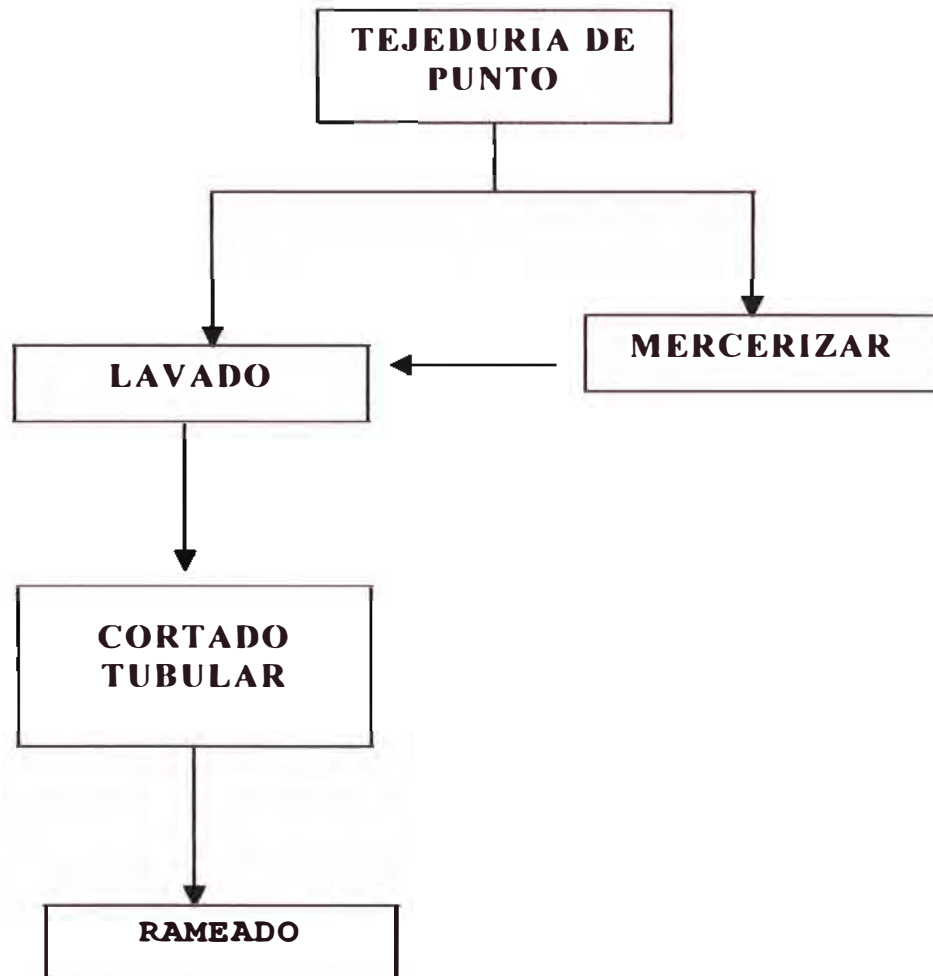 TEJEDURIA DE
PUNTO
MERCERIZAR
LAVADO
CORTADO
TUBULAR
RAMEADO